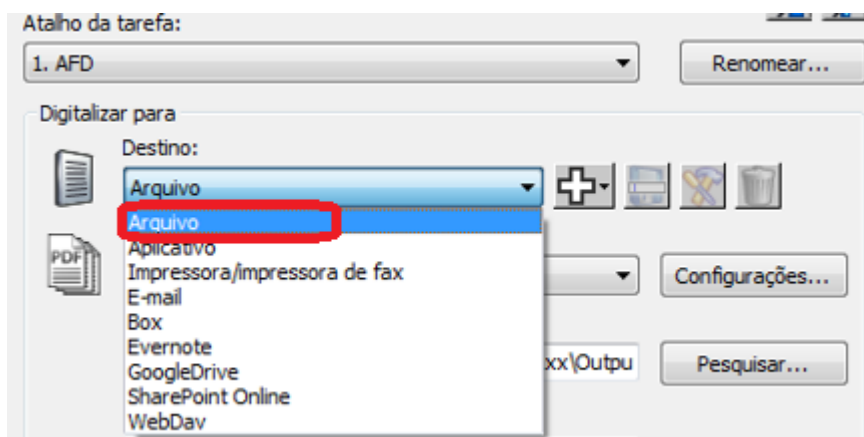 Atalho da tarefa:
1. AFD
Renomear...
Digitalizar para
Destino:
Arquivo
Arquivo
Aplicativo
Impressora/impressora de fax
PDF
Configurações...
E-mail
Box
Evernote
GoogleDrive
xx\Outpu
Pesquisar...
SharePoint Online
WebDav